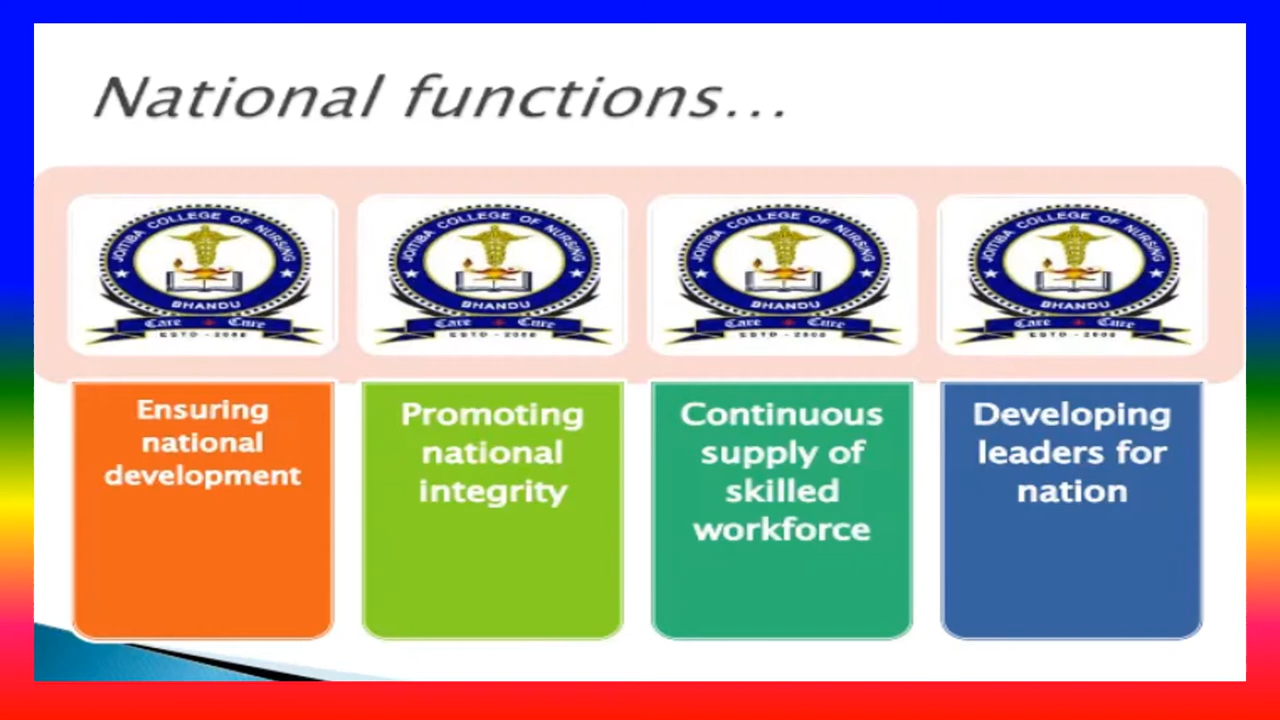 National functions...
JOTIBA COLLEGE OF NURSING
BHANDU
Care + Cure
JOTIBA COLLEGE OF NURSING
BHANDU
Care + Cure
JOTIBA COLLEGE OF NURSING
BHANDU
Care + Cure
JOTIBA COLLEGE OF NURSING
BHANDU
Care + Cure
Ensuring
national
development
Promoting
national
integrity
Continuous
supply of
skilled
workforce
Developing
leaders for
nation